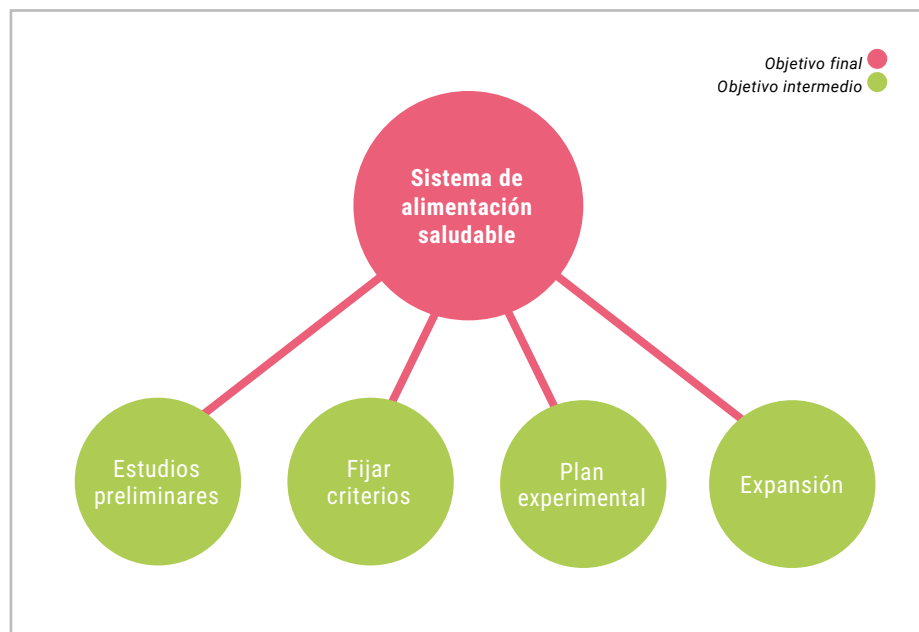 Objetivo final
Objetivo intermedio
Sistema de
alimentación
saludable
Estudios
preliminares
Fijar
criterios
Plan
experimental
Expansión